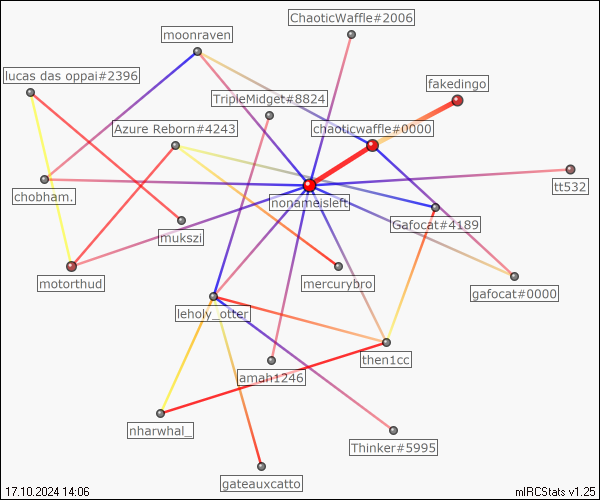 ChaoticWaffle#2006
moonraven
lucas das oppai#2396
fakedingo
TripleMidget#8824
Azure Reborn#4243
chaoticwaffle#0000
tt532
chobham.
nonameisleft
Gafocat#4189
mukszi
motorthud
mercurybro
gafocat#0000
leholy_otter
then1cc
amah1246
nharwhal_
Thinker#5995
gateauxcatto
17.10.2024 14:06
mIRCStats v1.25